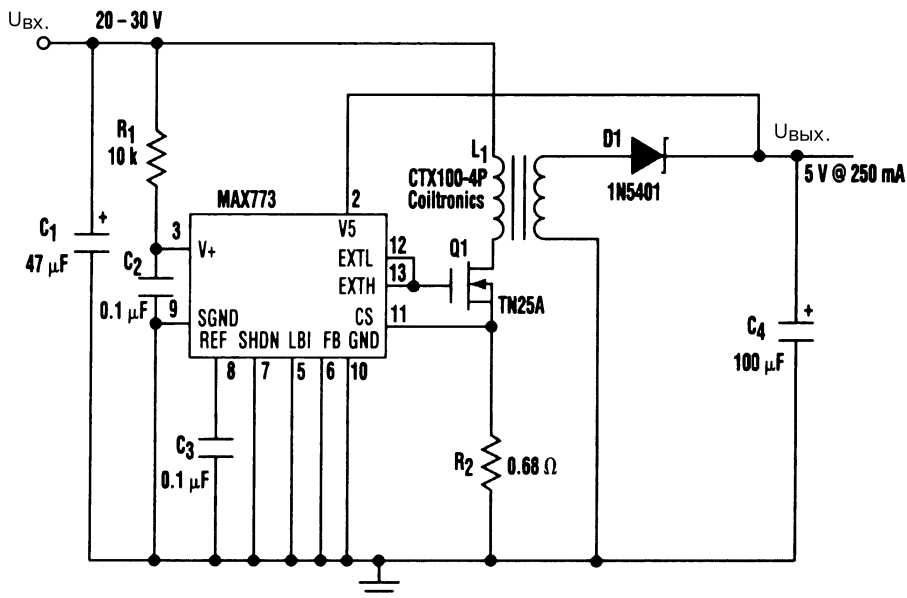 Uвх.
20 – 30 V
R1
10 k
C1
+
47 µF
C2
0.1 µF
MAX773
3
V+
9
SGND
2
V5
12
EXTL
13
EXTH
11
CS
REF
SHDN
LBI
FB
GND
8
7
5
6
10
C3
0.1 µF
L1
CTX100-4P
Coiltronics
Q1
TN25A
R2
0.68 Ω
D1
1N5401
Uвых.
5 V @ 250 mA
+
C4
100 µF